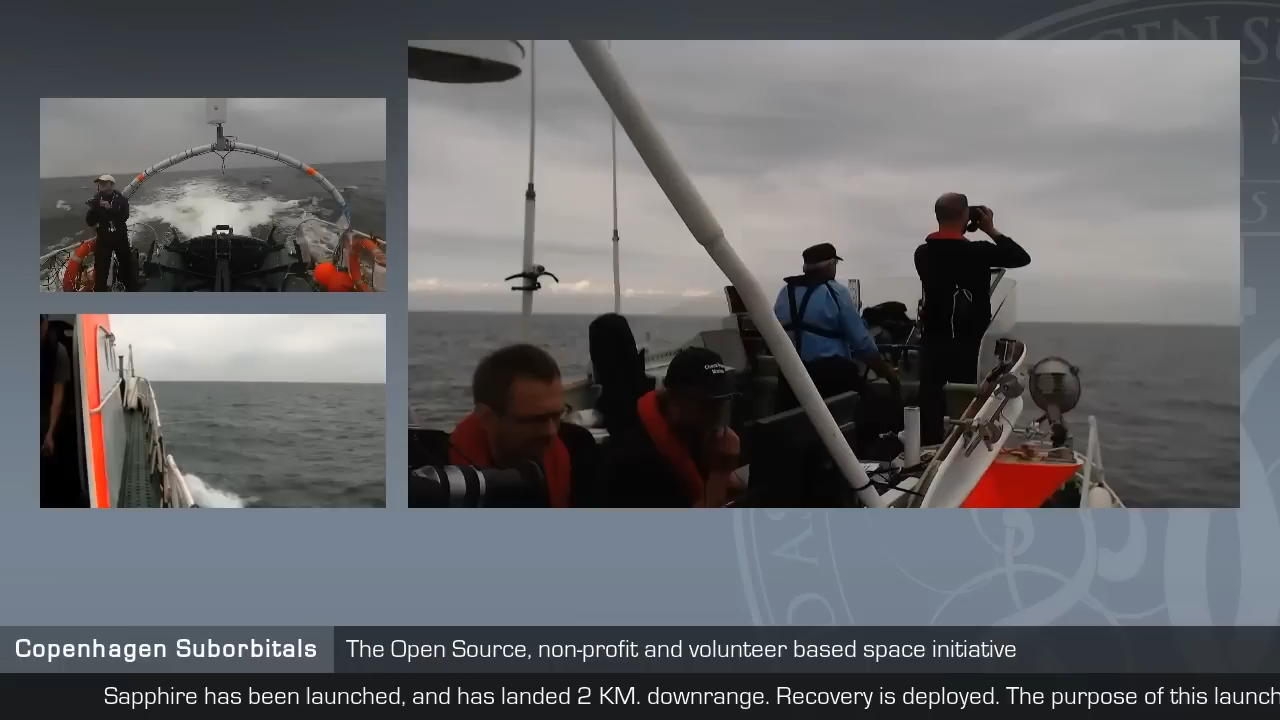 Copenhagen Suborbitals
The Open Source, non-profit and volunteer based space initiative
Sapphire has been launched, and has landed 2 KM. downrange. Recovery is deployed. The purpose of this launch